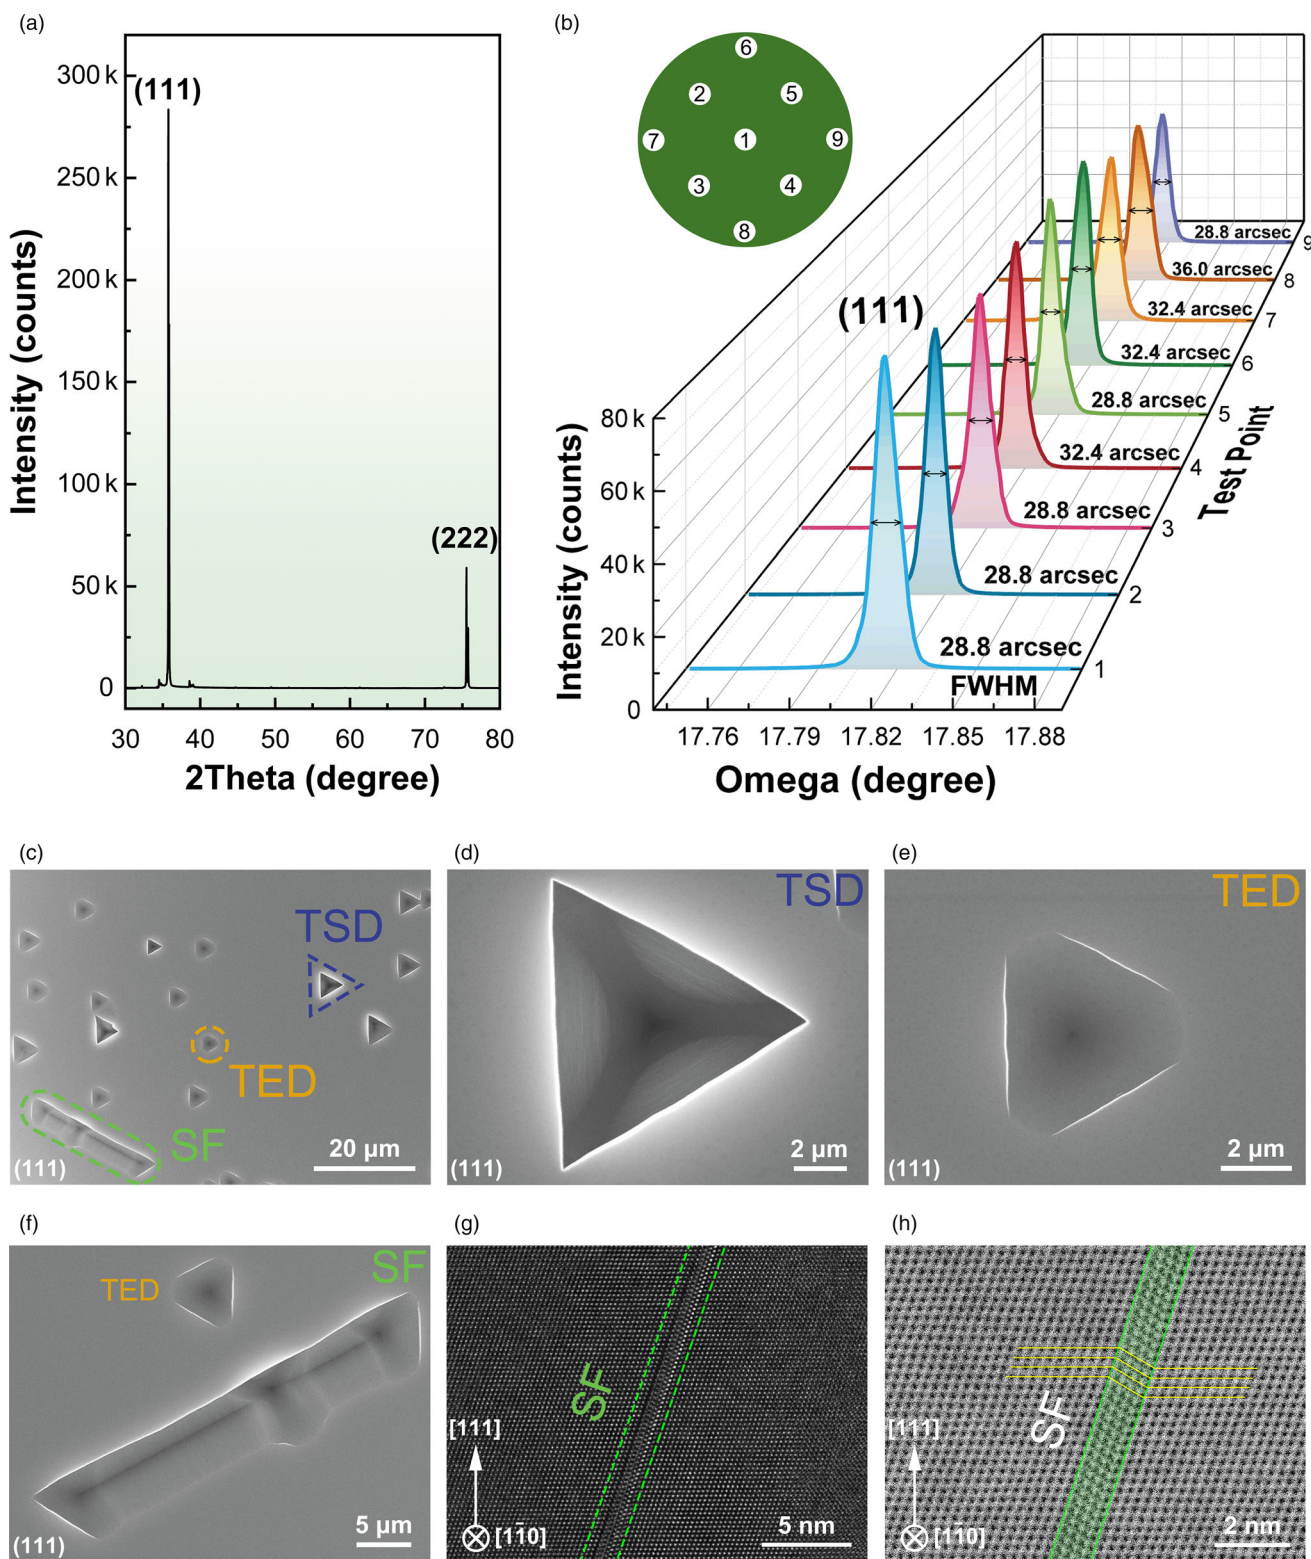 (a)
300 k
250 k
200 k
150 k
100 k
50 k
0
Intensity (counts)
(111)
(222)
30 40 50 60 70 80
2Theta (degree)
(b)
6
2 5
7 1 9
3 4
8
(111)
80 k
60 k
40 k
20 k
0
Intensity (counts)
28.8 arcsec 9
36.0 arcsec 8
32.4 arcsec 7
32.4 arcsec 6
28.8 arcsec 5
32.4 arcsec 4
28.8 arcsec 3
28.8 arcsec 2
28.8 arcsec 1
FWHM
Test Point
17.76 17.79 17.82 17.85 17.88
Omega (degree)
(c)
TSD
TED
SF
(111)
20 µm
(d)
TSD
(111)
2 µm
(e)
TED
(111)
2 µm
(f)
TED
SF
(111)
5 µm
(g)
SF
[111]
[11̄0]
5 nm
(h)
SF
[111]
[11̄0]
2 nm